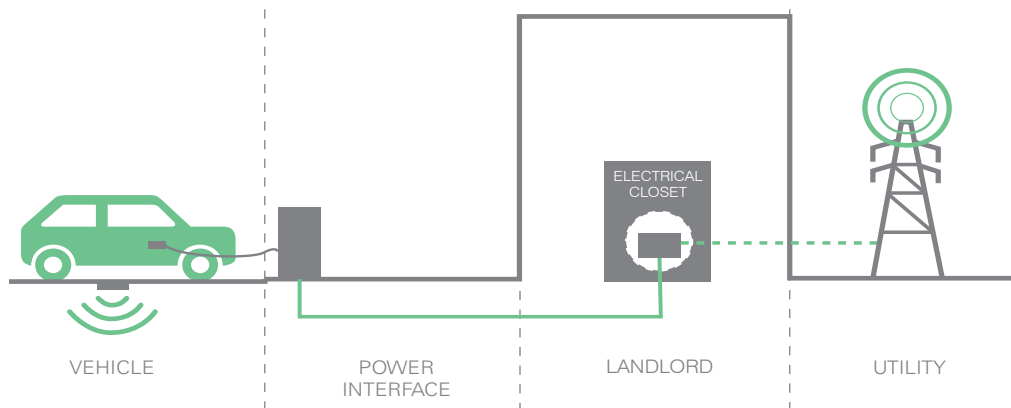 ELECTRICAL
CLOSET
VEHICLE
POWER
INTERFACE
LANDLORD
UTILITY